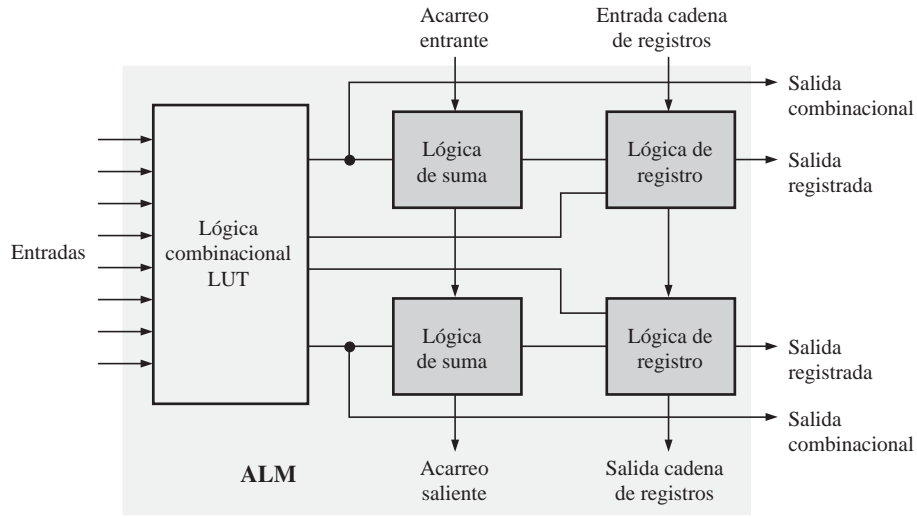 Acarreo
entrante
Entrada cadena
de registros
Salida
combinacional
Lógica
de suma
Lógica de
registro
Salida
registrada
Entradas
Lógica
combinacional
LUT
Lógica
de suma
Lógica de
registro
Salida
registrada
Salida
combinacional
ALM
Acarreo
saliente
Salida cadena
de registros